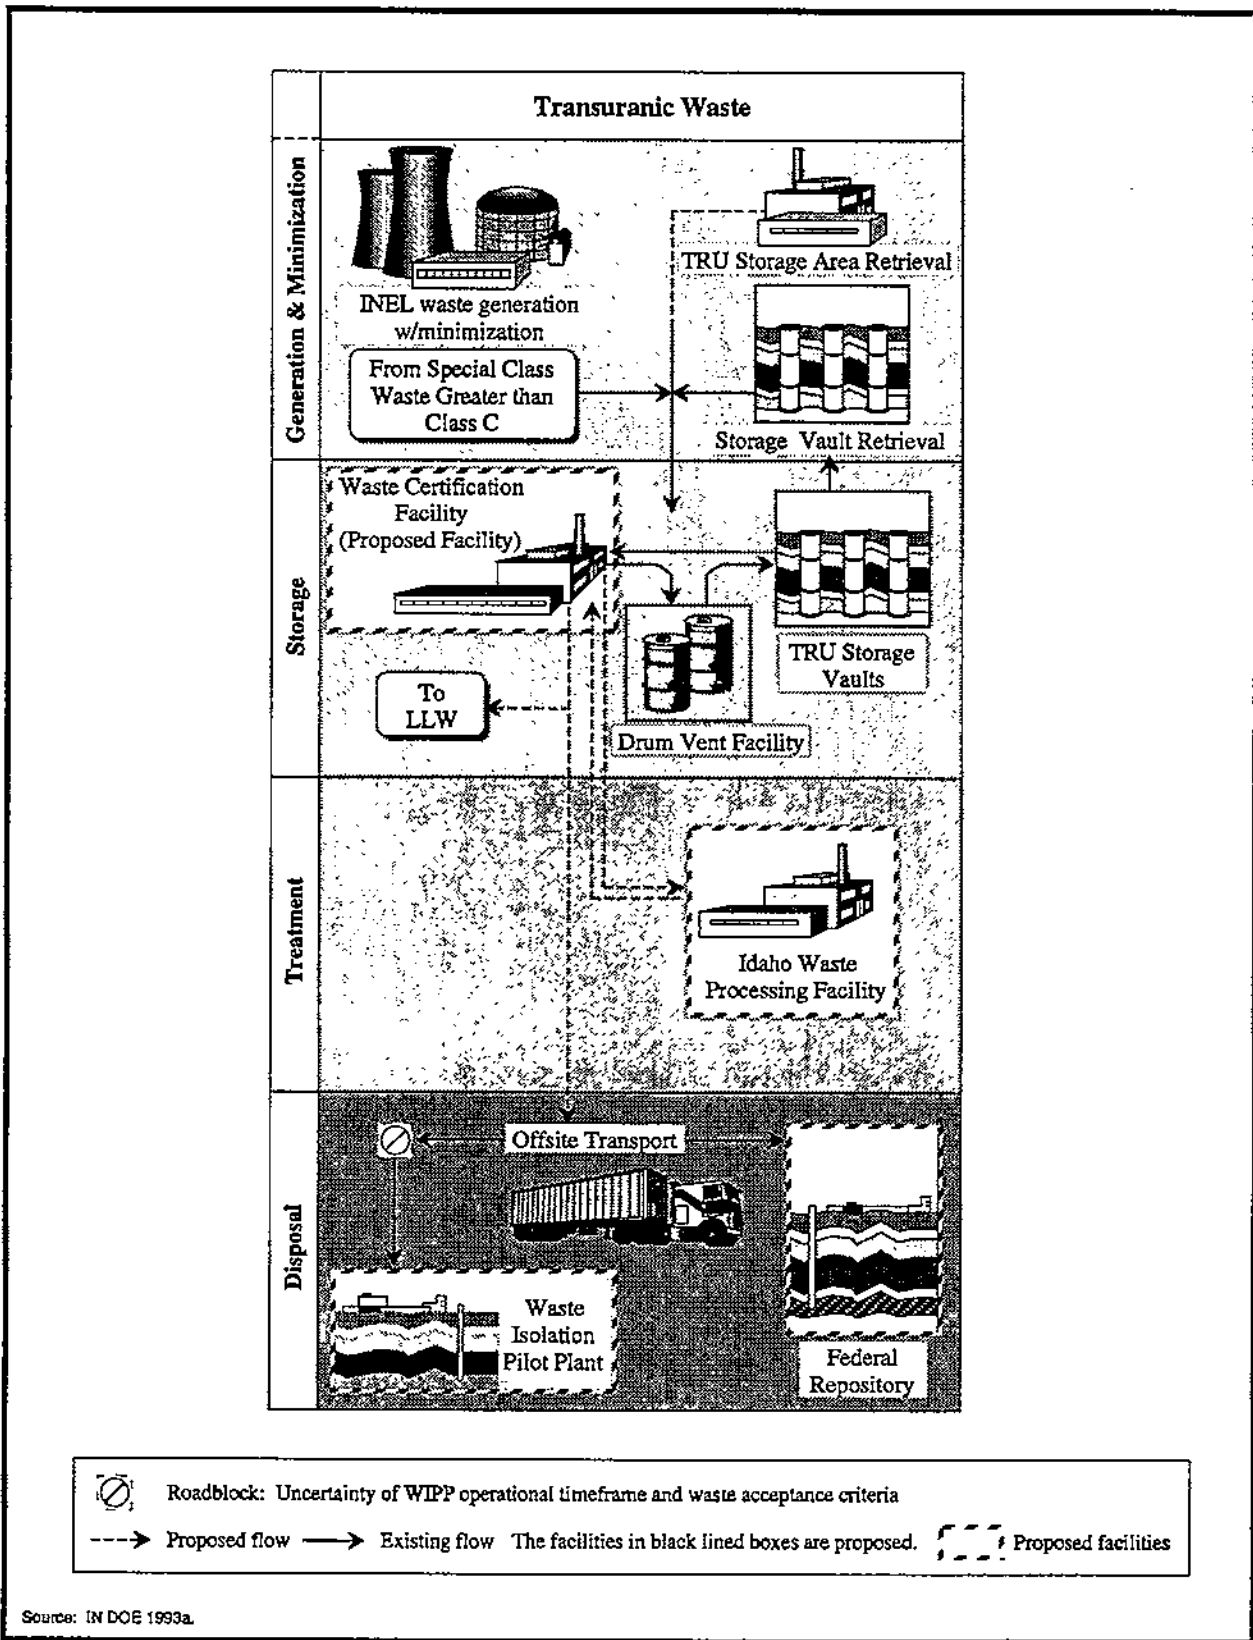 Transuranic Waste
Generation & Minimization
INEL waste generation
w/minimization
From Special Class
Waste Greater than
Class C
TRU Storage Area Retrieval
Storage Vault Retrieval
Storage
Waste Certification
Facility
(Proposed Facility)
To
LLW
Drum Vent Facility
TRU Storage
Vaults
Treatment
Idaho Waste
Processing Facility
Disposal
Offsite Transport
Waste
Isolation
Pilot Plant
Federal
Repository
Roadblock: Uncertainty of WIPP operational timeframe and waste acceptance criteria
Proposed flow Existing flow The facilities in black lined boxes are proposed. Proposed facilities
Source: IN DOE 1993a.